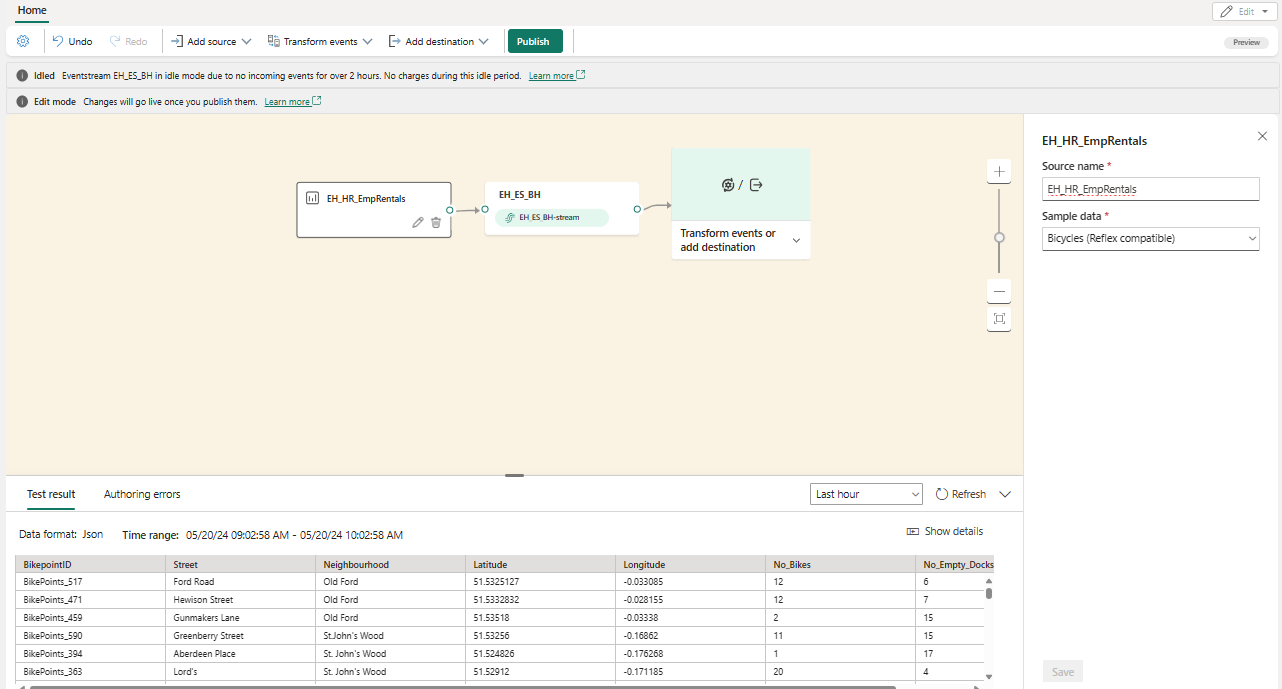 Home
Edit
Undo
Redo
Add source
Transform events
Add destination
Publish
Preview
Idled Eventstream EH_ES_BH in idle mode due to no incoming events for over 2 hours. No charges during this idle period. Learn more
Edit mode Changes will go live once you publish them. Learn more
EH_HR_EmpRentals
EH_ES_BH
EH_ES_BH-stream
/
Transform events or
add destination
EH_HR_EmpRentals
Source name *
EH_HR_EmpRentals
Sample data *
Bicycles (Reflex compatible)
Save
Test result
Authoring errors
Last hour
Refresh
Data format: Json Time range: 05/20/24 09:02:58 AM - 05/20/24 10:02:58 AM
Show details
BikepointID Street Neighbourhood Latitude Longitude No_Bikes No_Empty_Docks
BikePoints_517 Ford Road Old Ford 51.5325127 -0.033085 12 6
BikePoints_471 Hewison Street Old Ford 51.5332832 -0.028155 12 7
BikePoints_459 Gunmakers Lane Old Ford 51.53518 -0.03338 2 15
BikePoints_590 Greenberry Street St.John's Wood 51.53256 -0.16862 11 15
BikePoints_394 Aberdeen Place St. John's Wood 51.524826 -0.176268 1 17
BikePoints_363 Lord's St. John's Wood 51.52912 -0.171185 20 4